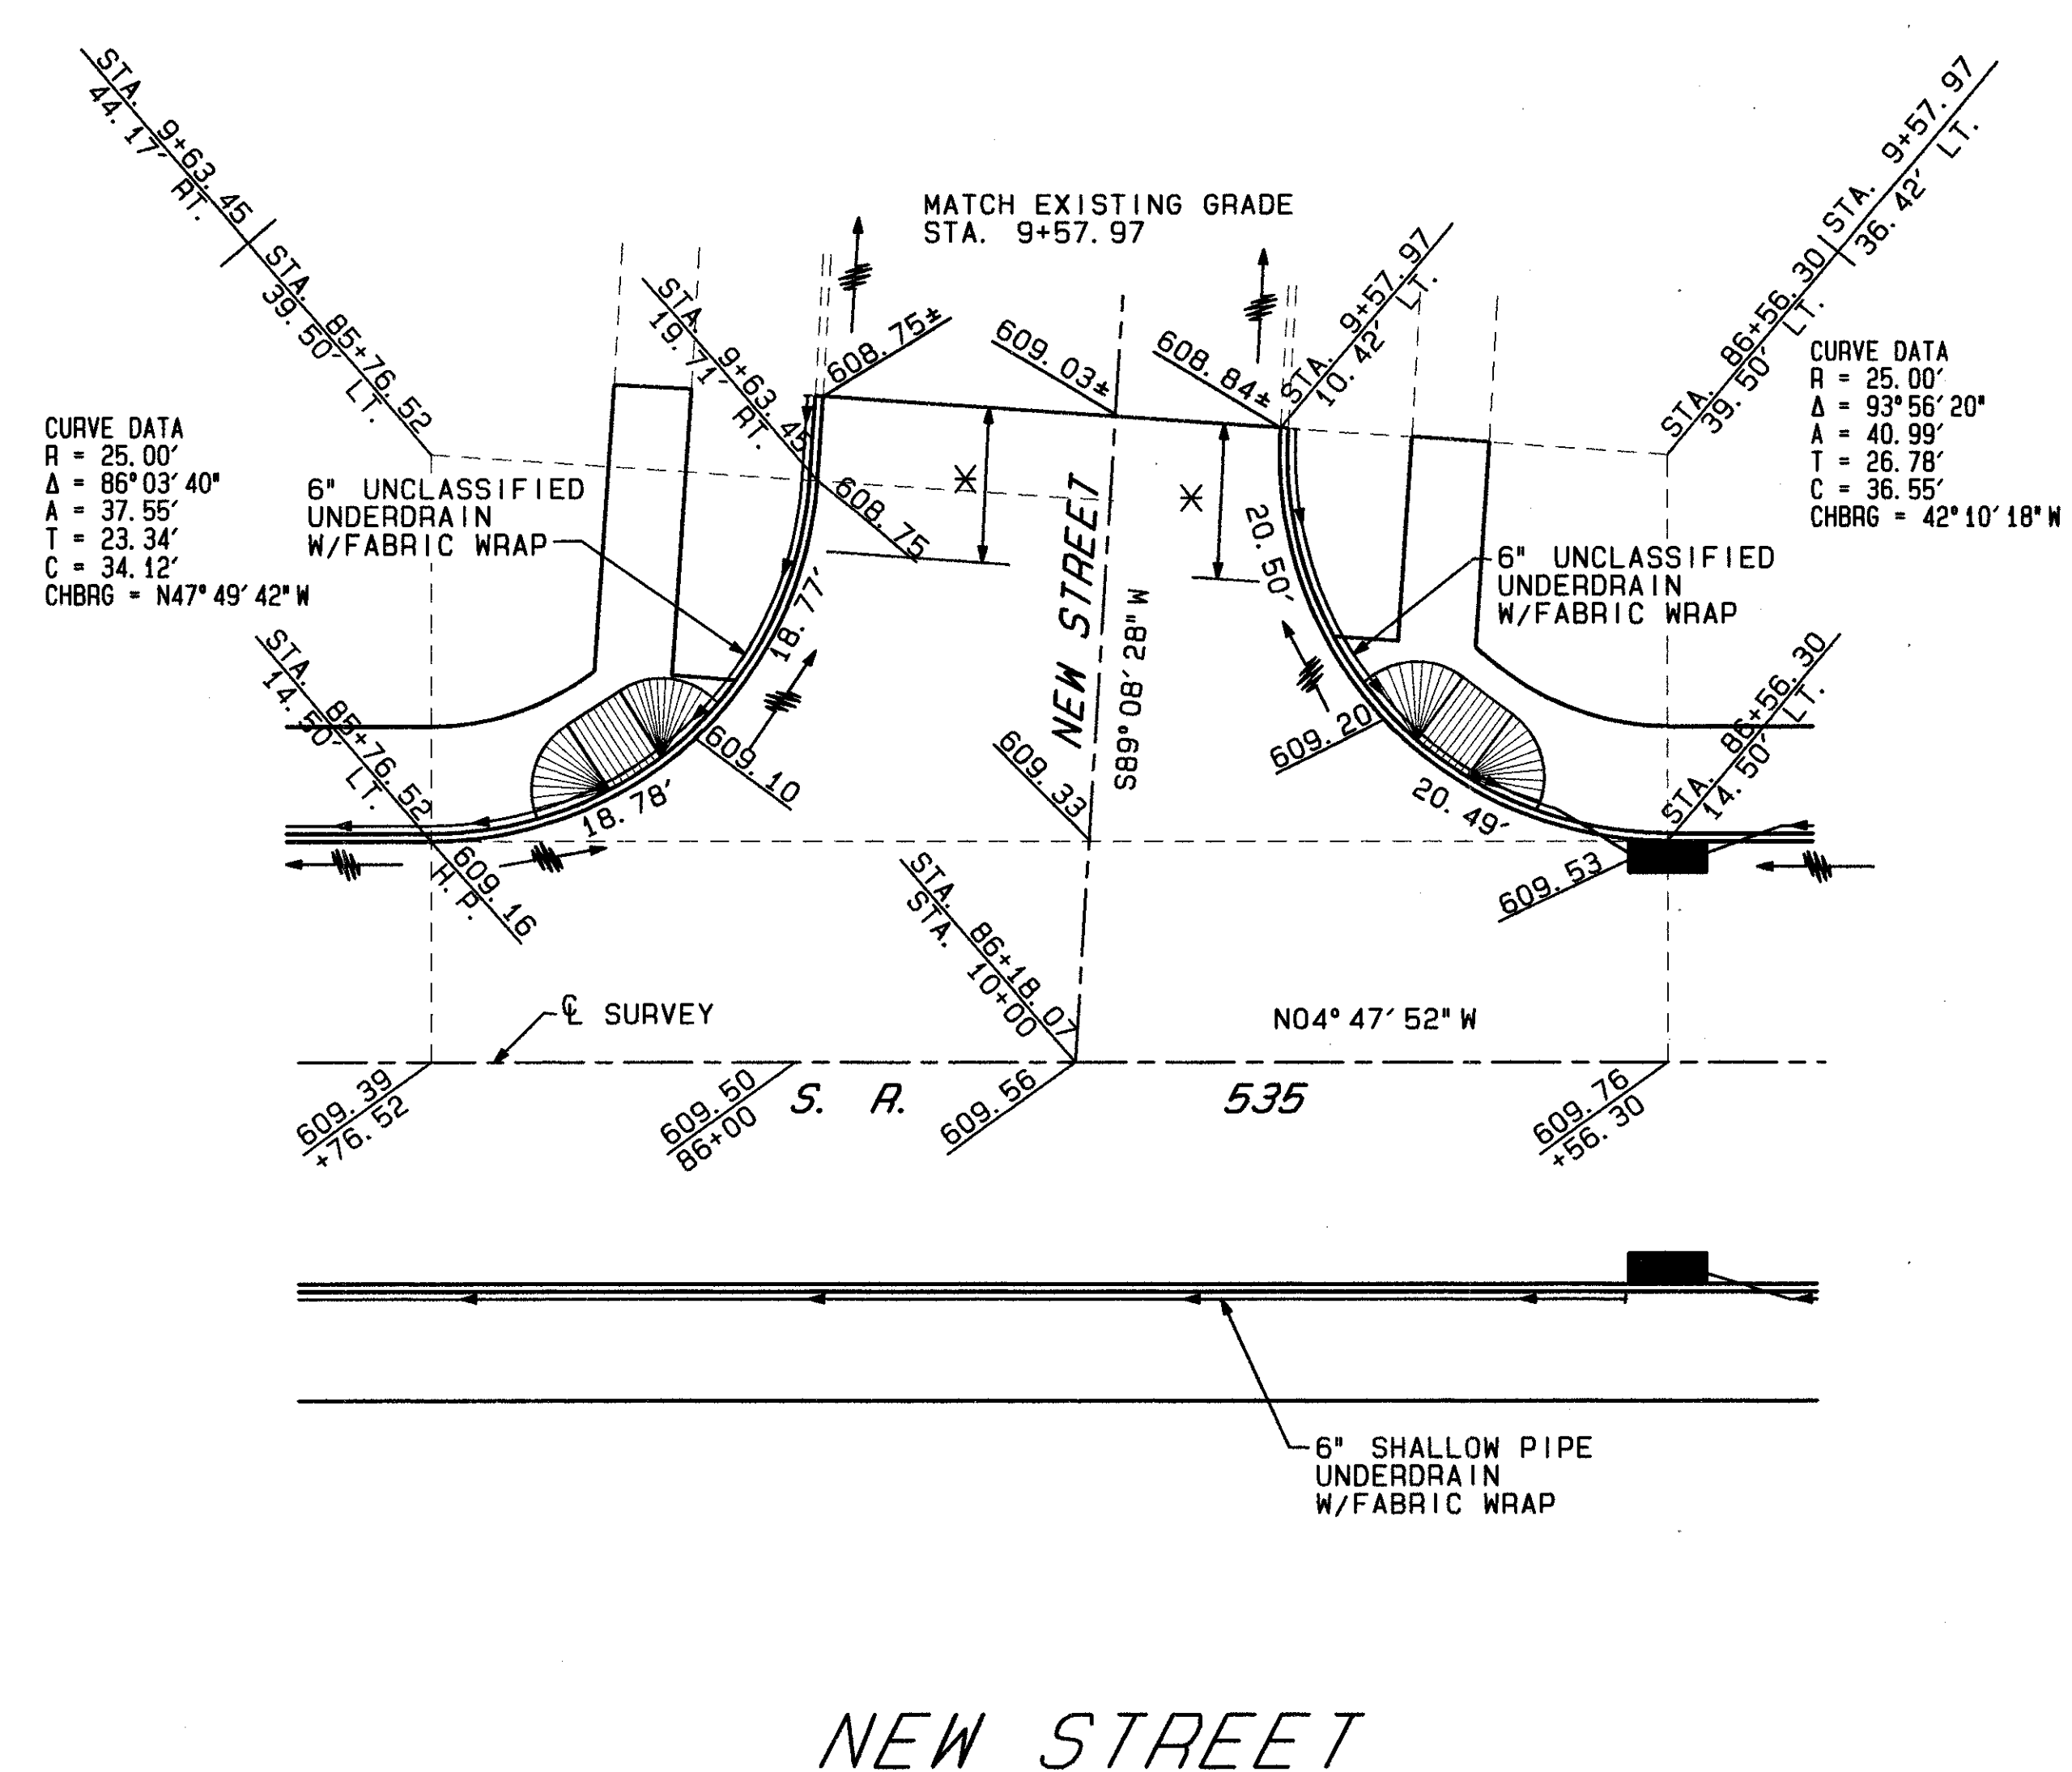 STA. 9+63.45
44.17' RT.
STA. 85+76.52
39.50' LT.
MATCH EXISTING GRADE
STA. 9+57.97
STA. 9+63.45
19.71' RT.
608.75±
609.03±
608.84±
STA. 9+57.97
10.42' LT.
STA. 9+57.97
36.42' LT.
STA. 86+56.30
39.50' LT.
CURVE DATA
R = 25.00'
Δ = 86°03'40"
A = 37.55'
T = 23.34'
C = 34.12'
CHBRG = N47°49'42"W
CURVE DATA
R = 25.00'
Δ = 93°56'20"
A = 40.99'
T = 26.78'
C = 36.55'
CHBRG = 42°10'18"W
6" UNCLASSIFIED
UNDERDRAIN
W/FABRIC WRAP
608.75
18.77'
NEW STREET
S89°08'28"W
20.50'
6" UNCLASSIFIED
UNDERDRAIN
W/FABRIC WRAP
STA. 85+76.52
14.50' LT.
609.16
H.P.
18.78'
609.10
609.33
609.20
20.49'
609.53
STA. 86+56.30
14.50' LT.
STA. 86+18.07
STA. 10+00
℄ SURVEY
N04°47'52"W
609.39
+76.52
609.50
86+00
S. R. 535
609.56
609.76
+56.30
6" SHALLOW PIPE
UNDERDRAIN
W/FABRIC WRAP
NEW STREET